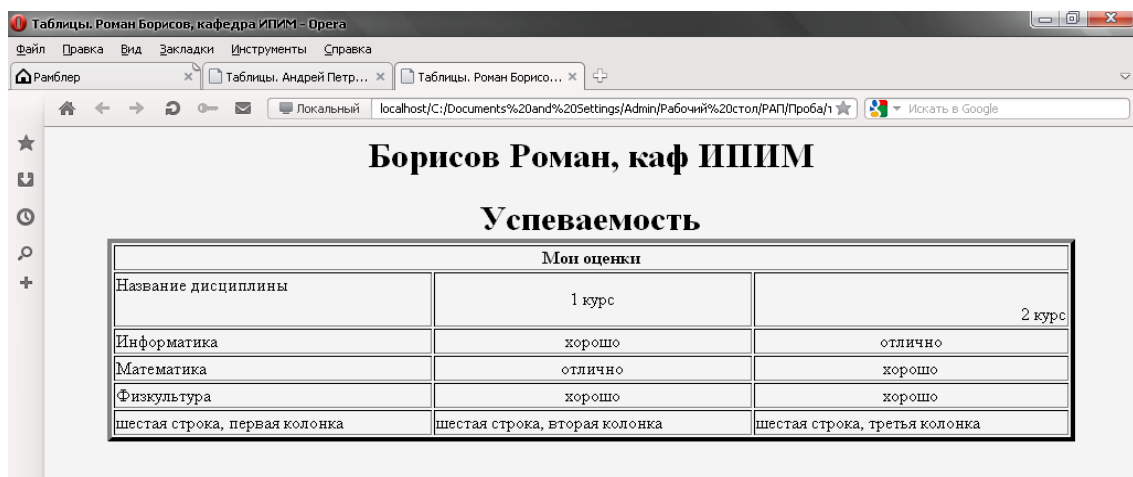 Таблицы. Роман Борисов, кафедра ИПИМ - Opera
Файл Правка Вид Закладки Инструменты Справка
Рамблер Таблицы. Андрей Петр... Таблицы. Роман Борисо...
Локальный localhost/C:/Documents%20and%20Settings/Admin/Рабочий%20стол/РАП/Проба/т Искать в Google
Борисов Роман, каф ИПИМ
Успеваемость
Мои оценки
Название дисциплины 1 курс 2 курс
Информатика хорошо отлично
Математика отлично хорошо
Физкультура хорошо хорошо
шестая строка, первая колонка шестая строка, вторая колонка шестая строка, третья колонка